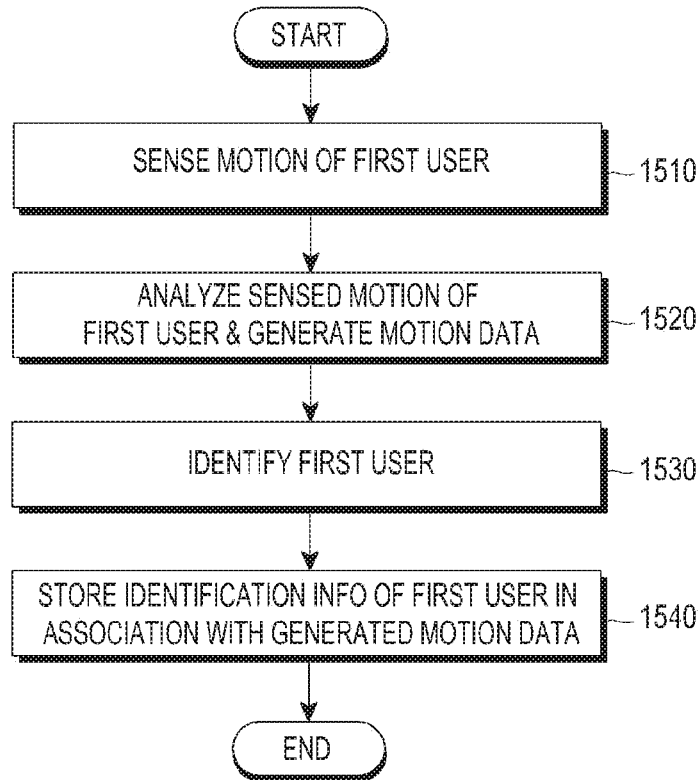 START
SENSE MOTION OF FIRST USER
1510
ANALYZE SENSED MOTION OF
FIRST USER & GENERATE MOTION DATA
1520
IDENTIFY FIRST USER
1530
STORE IDENTIFICATION INFO OF FIRST USER IN
ASSOCIATION WITH GENERATED MOTION DATA
1540
END